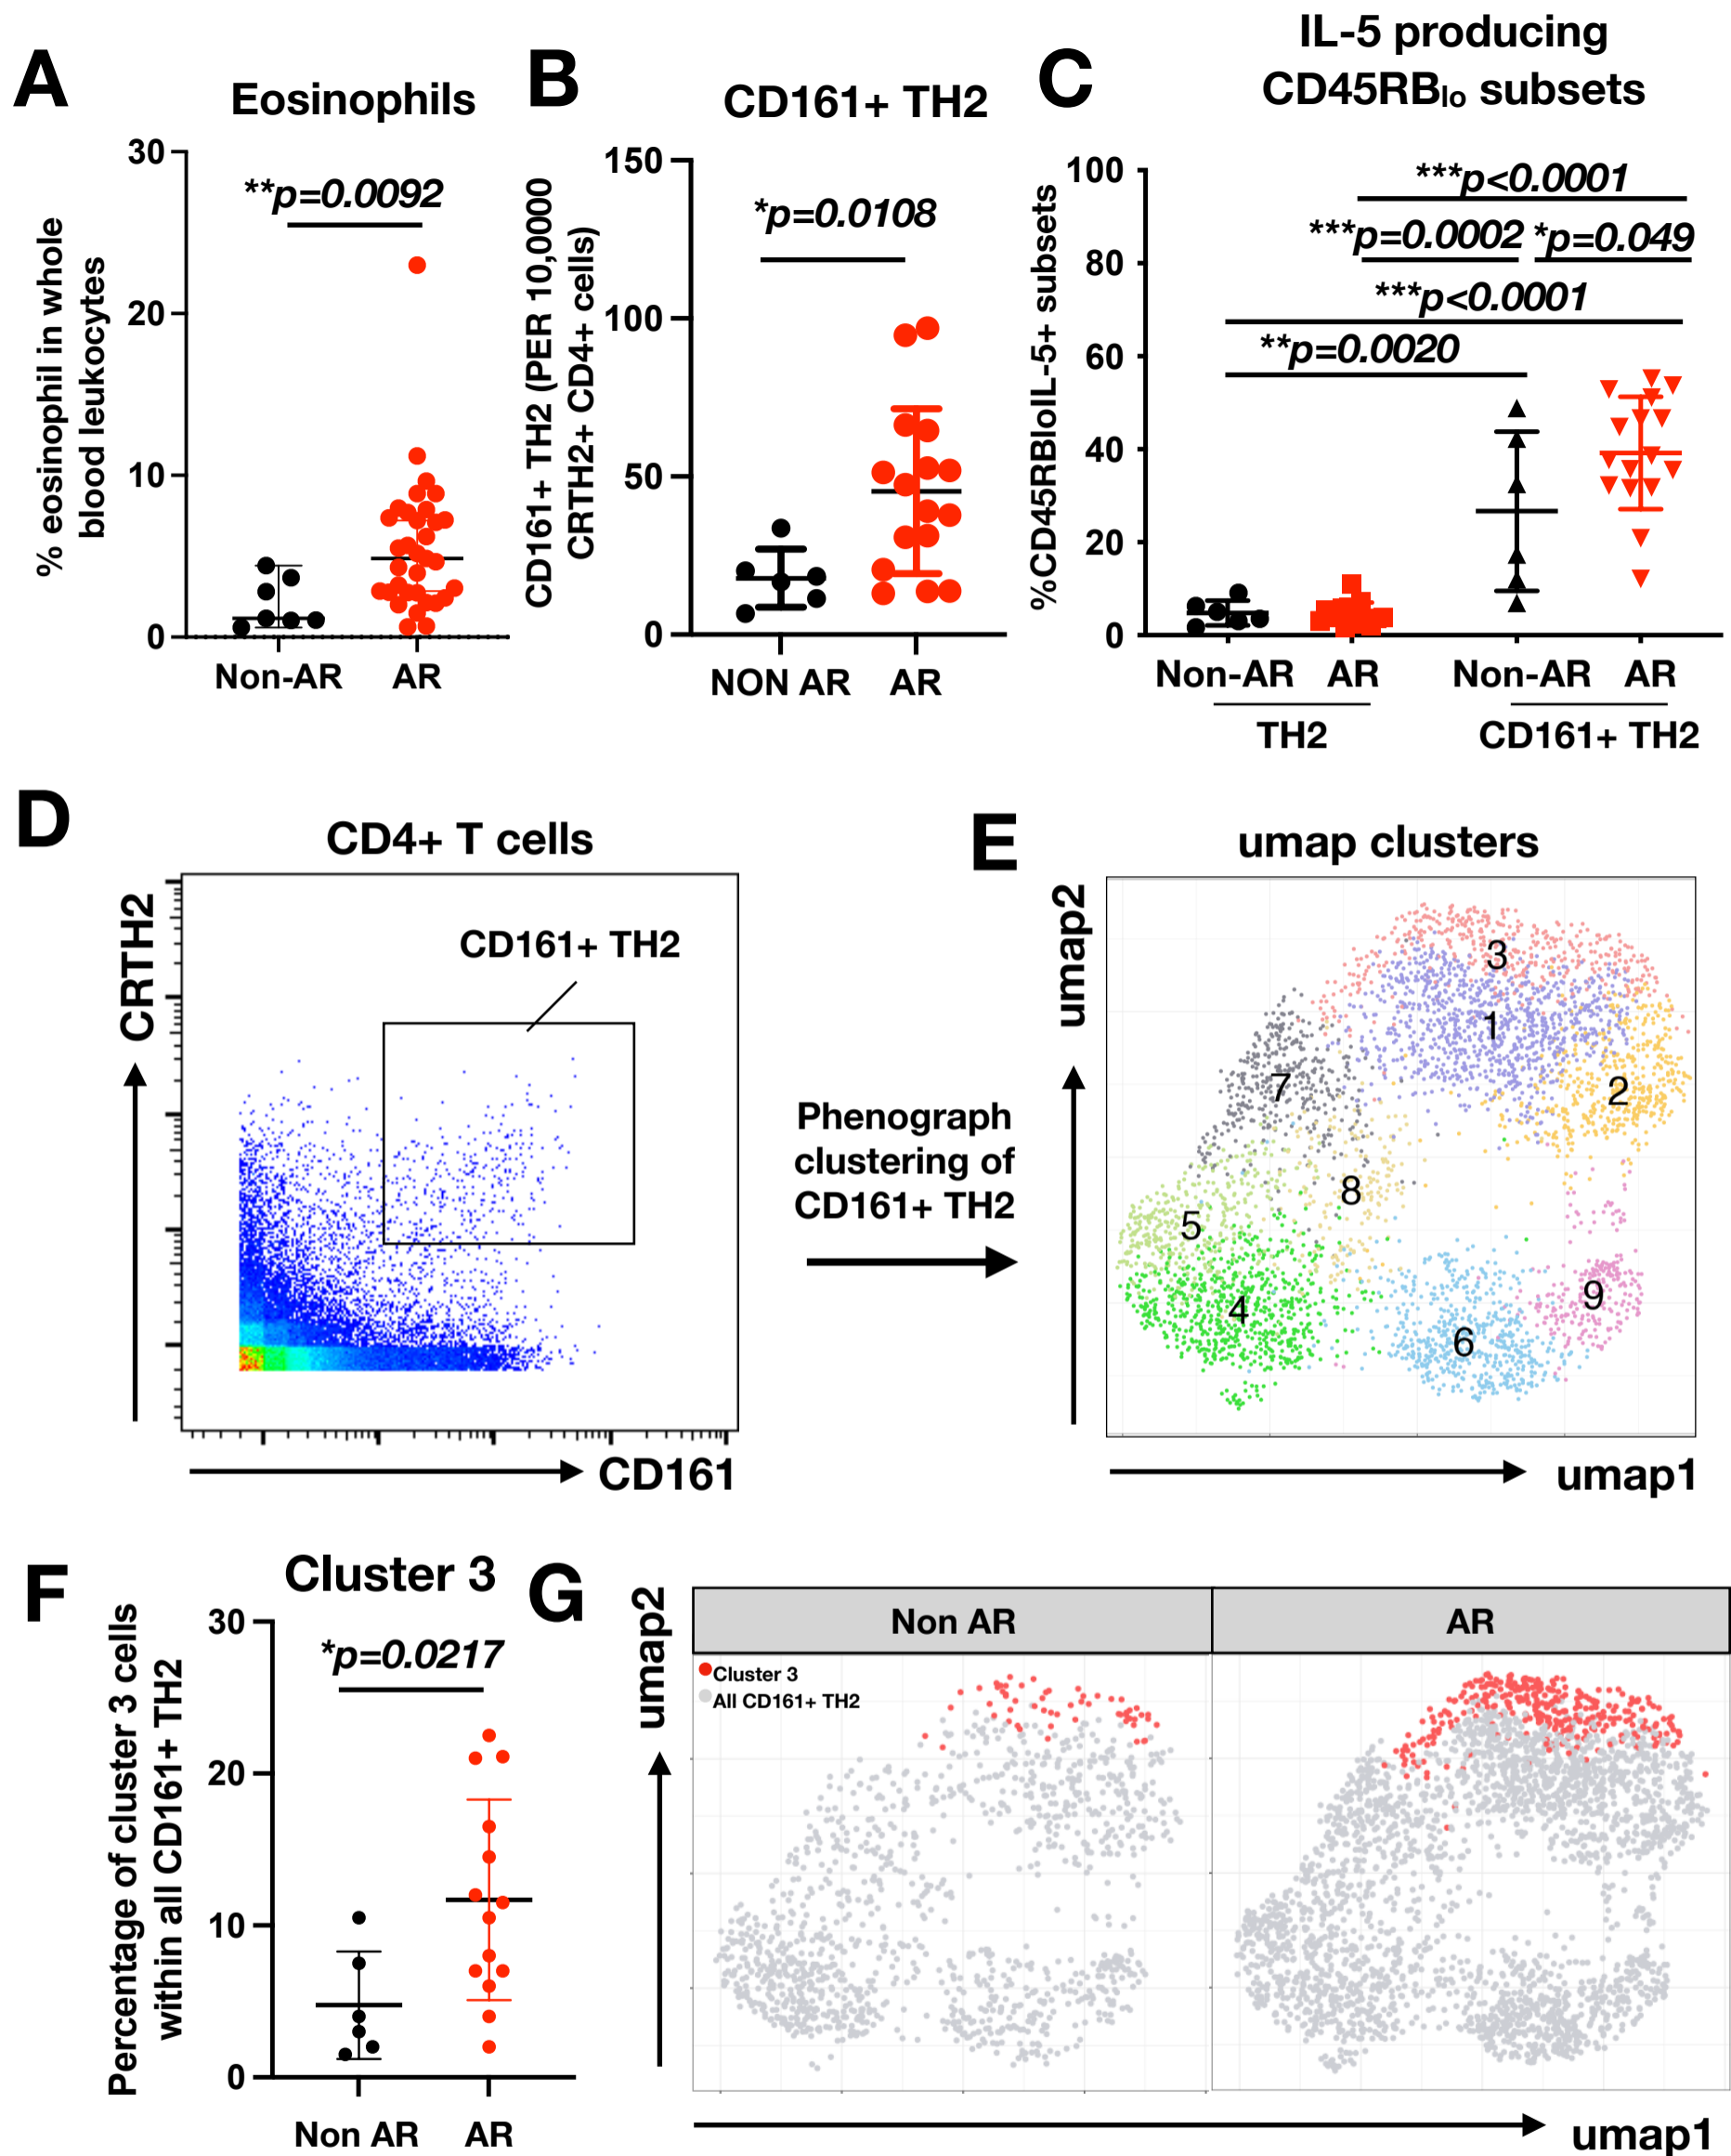 A
Eosinophils
% eosinophil in whole
blood leukocytes
30
20
10
0
**p=0.0092
Non-AR
AR
B
CD161+ TH2
CD161+ TH2 (PER 10,0000
CRTH2+ CD4+ cells)
150
100
50
0
*p=0.0108
NON AR
AR
C
IL-5 producing
CD45RBlo subsets
%CD45RBloIL-5+ subsets
100
80
60
40
20
0
***p<0.0001
***p=0.0002
*p=0.049
***p<0.0001
**p=0.0020
Non-AR
AR
Non-AR
AR
TH2
CD161+ TH2
D
CD4+ T cells
CRTH2
CD161+ TH2
CD161
Phenograph
clustering of
CD161+ TH2
E
umap clusters
umap2
3
1
7
2
8
5
9
4
6
umap1
F
Cluster 3
Percentage of cluster 3 cells
within all CD161+ TH2
30
20
10
0
*p=0.0217
Non AR
AR
G
umap2
Non AR
AR
Cluster 3
All CD161+ TH2
umap1